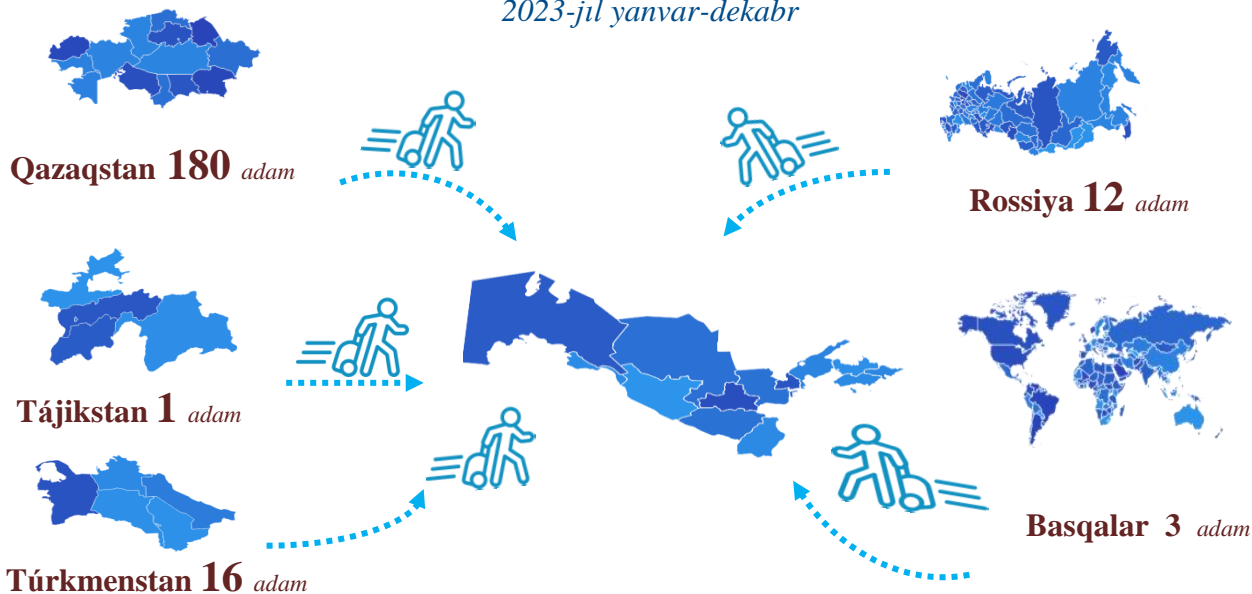 2023-jıl yanvar-dekabr
Qazaqstan 180 adam
Rossiya 12 adam
Tájikstan 1 adam
Basqalar 3 adam
Túrkmenstan 16 adam